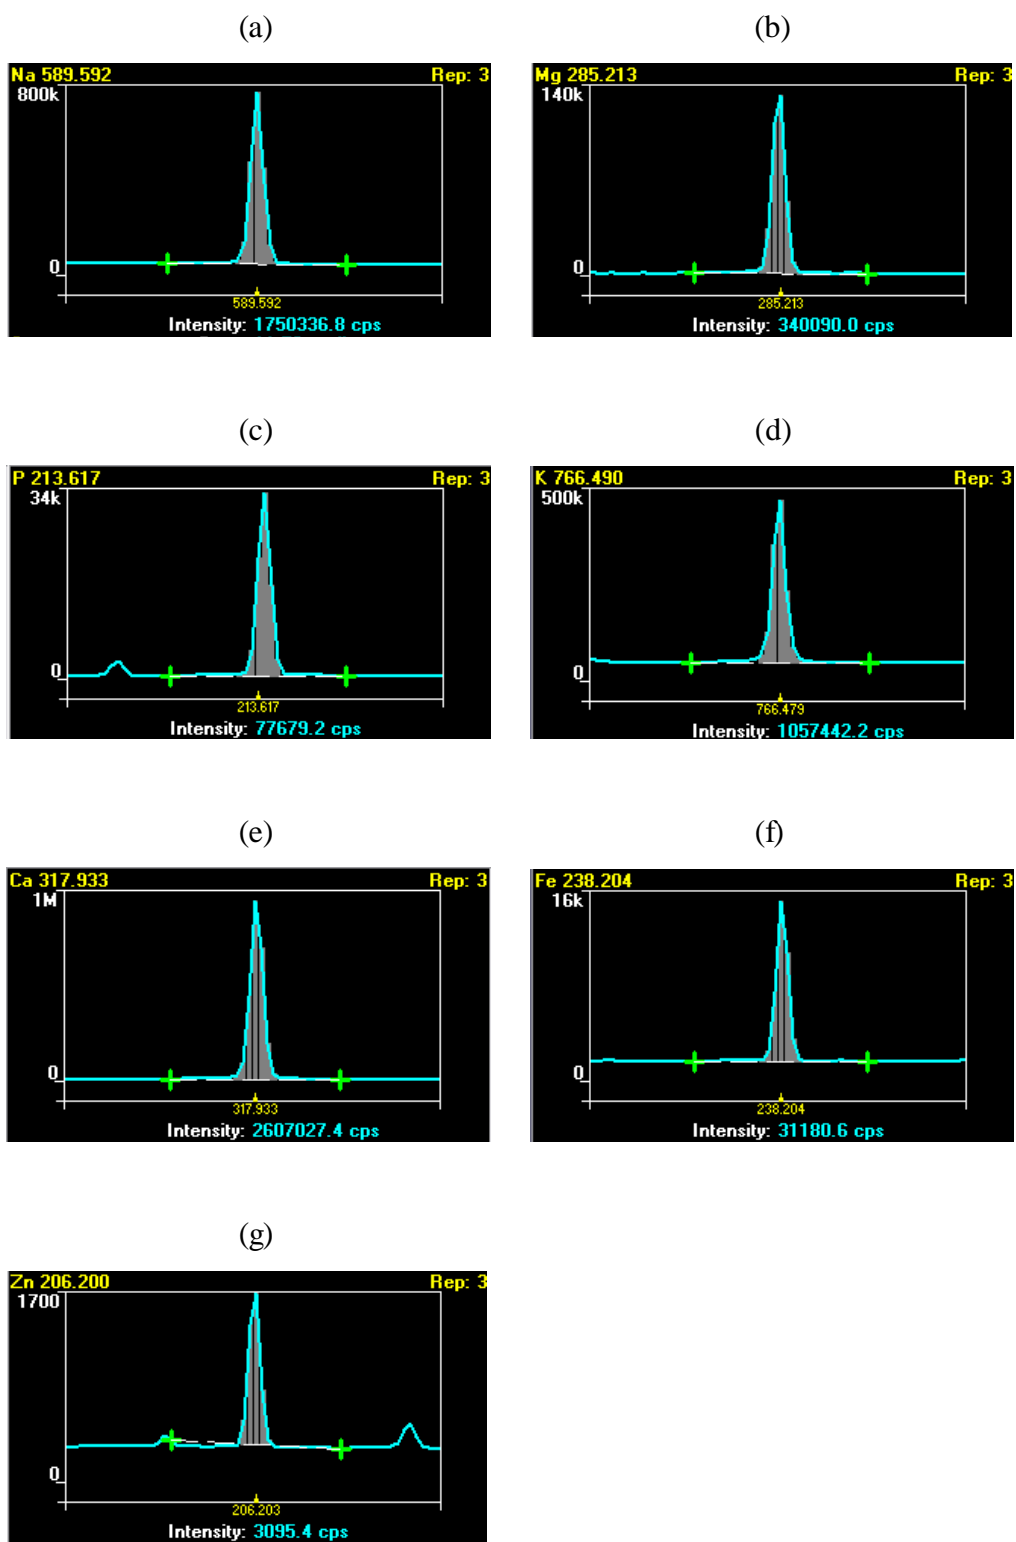 (a)
Na 589.592 Rep: 3
800k
0
589.592
Intensity: 1750336.8 cps
(b)
Mg 285.213 Rep: 3
140k
0
285.213
Intensity: 340090.0 cps
(c)
P 213.617 Rep: 3
34k
0
213.617
Intensity: 77679.2 cps
(d)
K 766.490 Rep: 3
500k
0
766.479
Intensity: 1057442.2 cps
(e)
Ca 317.933 Rep: 3
1M
0
317.933
Intensity: 2607027.4 cps
(f)
Fe 238.204 Rep: 3
16k
0
238.204
Intensity: 31180.6 cps
(g)
Zn 206.200 Rep: 3
1700
0
206.203
Intensity: 3095.4 cps